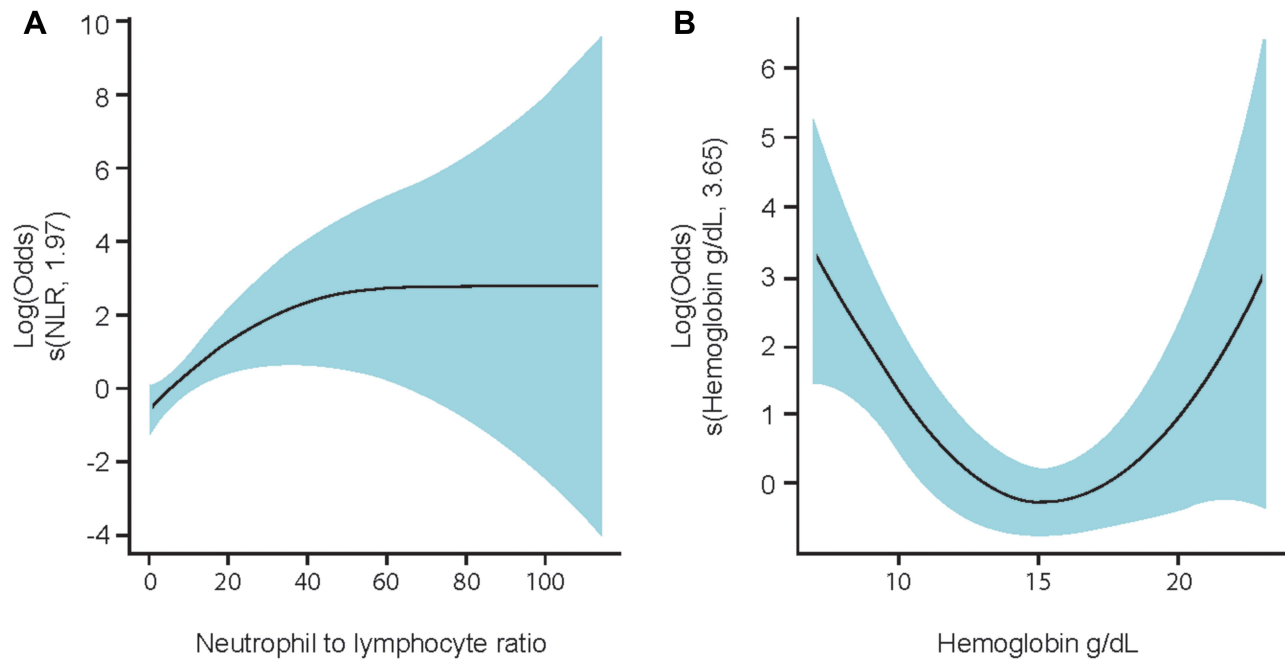 A
10
8
6
4
2
0
-2
-4
Log(Odds)
s(NLR, 1.97)
0 20 40 60 80 100
Neutrophil to lymphocyte ratio
B
6
5
4
3
2
1
0
Log(Odds)
s(Hemoglobin g/dL, 3.65)
10 15 20
Hemoglobin g/dL